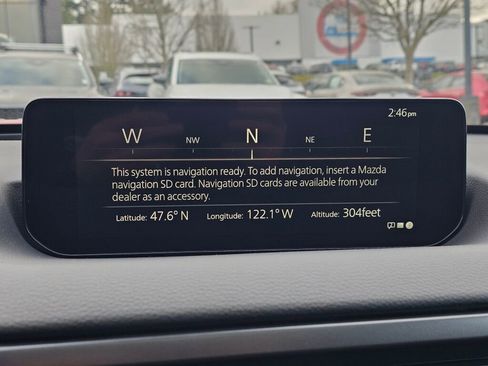 2:46pm
W NW N NE E
This system is navigation ready. To add navigation, insert a Mazda
navigation SD card. Navigation SD cards are available from your
dealer as an accessory.
Latitude: 47.6° N Longitude: 122.1° W Altitude: 304feet